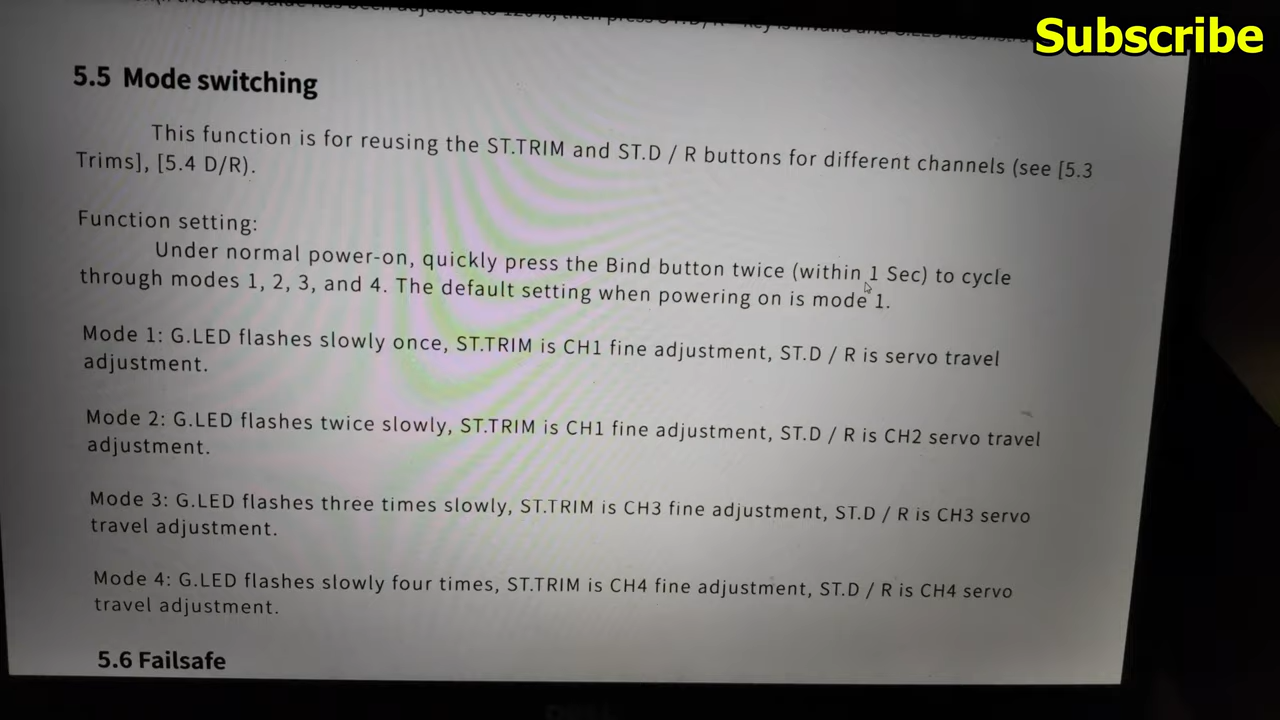 Subscribe
5.5 Mode switching
This function is for reusing the ST.TRIM and ST.D / R buttons for different channels (see [5.3
Trims], [5.4 D/R).
Function setting:
Under normal power-on, quickly press the Bind button twice (within 1 Sec) to cycle
through modes 1, 2, 3, and 4. The default setting when powering on is mode 1.
Mode 1: G.LED flashes slowly once, ST.TRIM is CH1 fine adjustment, ST.D / R is servo travel
adjustment.
Mode 2: G.LED flashes twice slowly, ST.TRIM is CH1 fine adjustment, ST.D / R is CH2 servo travel
adjustment.
Mode 3: G.LED flashes three times slowly, ST.TRIM is CH3 fine adjustment, ST.D / R is CH3 servo
travel adjustment.
Mode 4: G.LED flashes slowly four times, ST.TRIM is CH4 fine adjustment, ST.D / R is CH4 servo
travel adjustment.
5.6 Failsafe